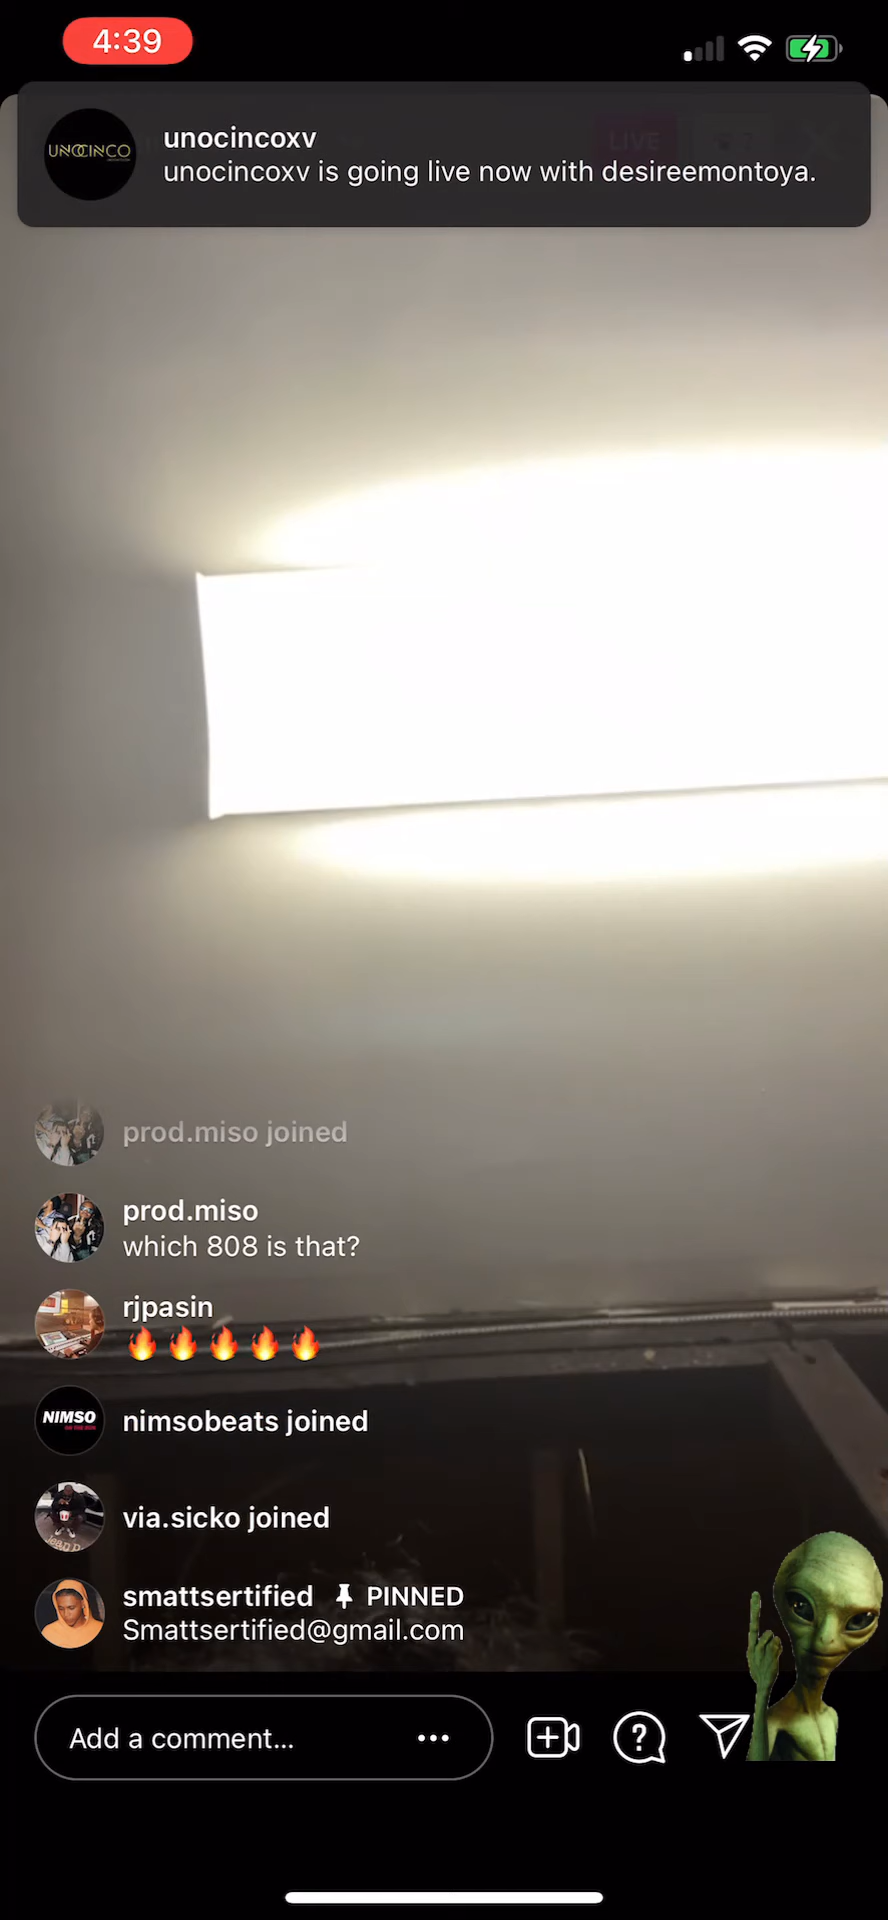 4:39
UNOCINCO
unocincoxv
unocincoxv is going live now with desireemontoya.
LIVE
prod.miso joined
prod.miso
which 808 is that?
rjpasin
🔥🔥🔥🔥🔥
NIMSO
nimsobeats joined
via.sicko joined
smattsertified PINNED
Smattsertified@gmail.com
Add a comment...